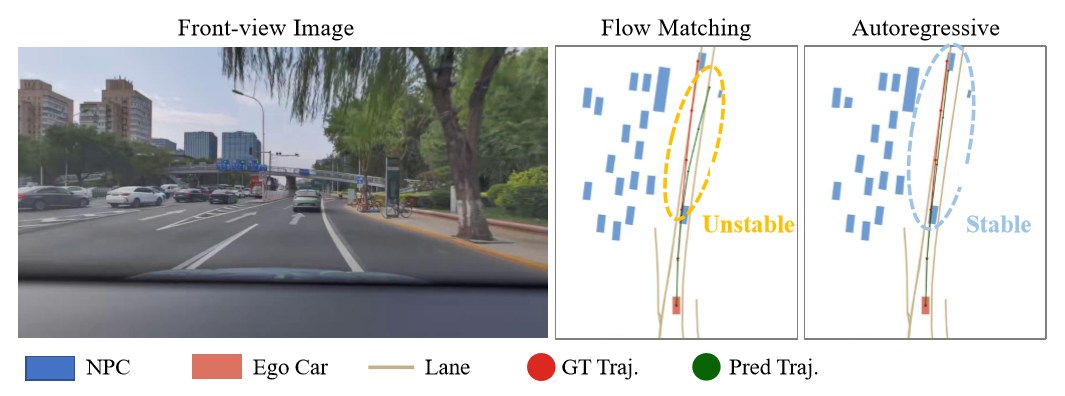 Front-view Image
Flow Matching
Autoregressive
Unstable
Stable
NPC
Ego Car
Lane
GT Traj.
Pred Traj.